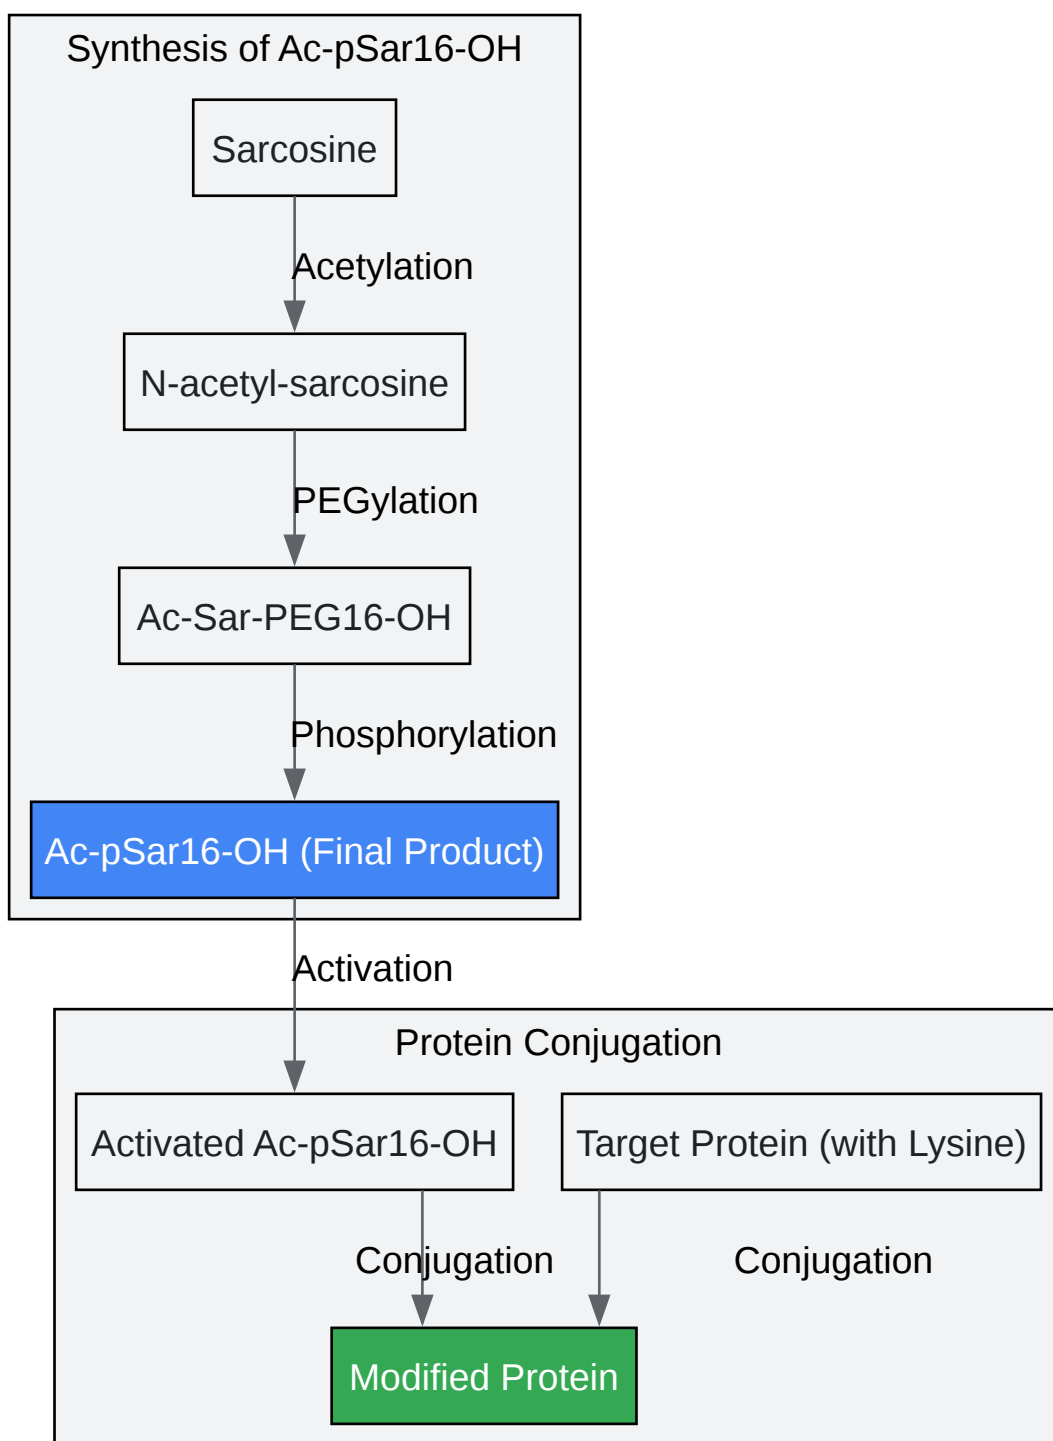 Synthesis of Ac-pSar16-OH
Sarcosine
Acetylation
N-acetyl-sarcosine
PEGylation
Ac-Sar-PEG16-OH
Phosphorylation
Ac-pSar16-OH (Final Product)
Activation
Protein Conjugation
Activated Ac-pSar16-OH
Target Protein (with Lysine)
Conjugation
Conjugation
Modified Protein